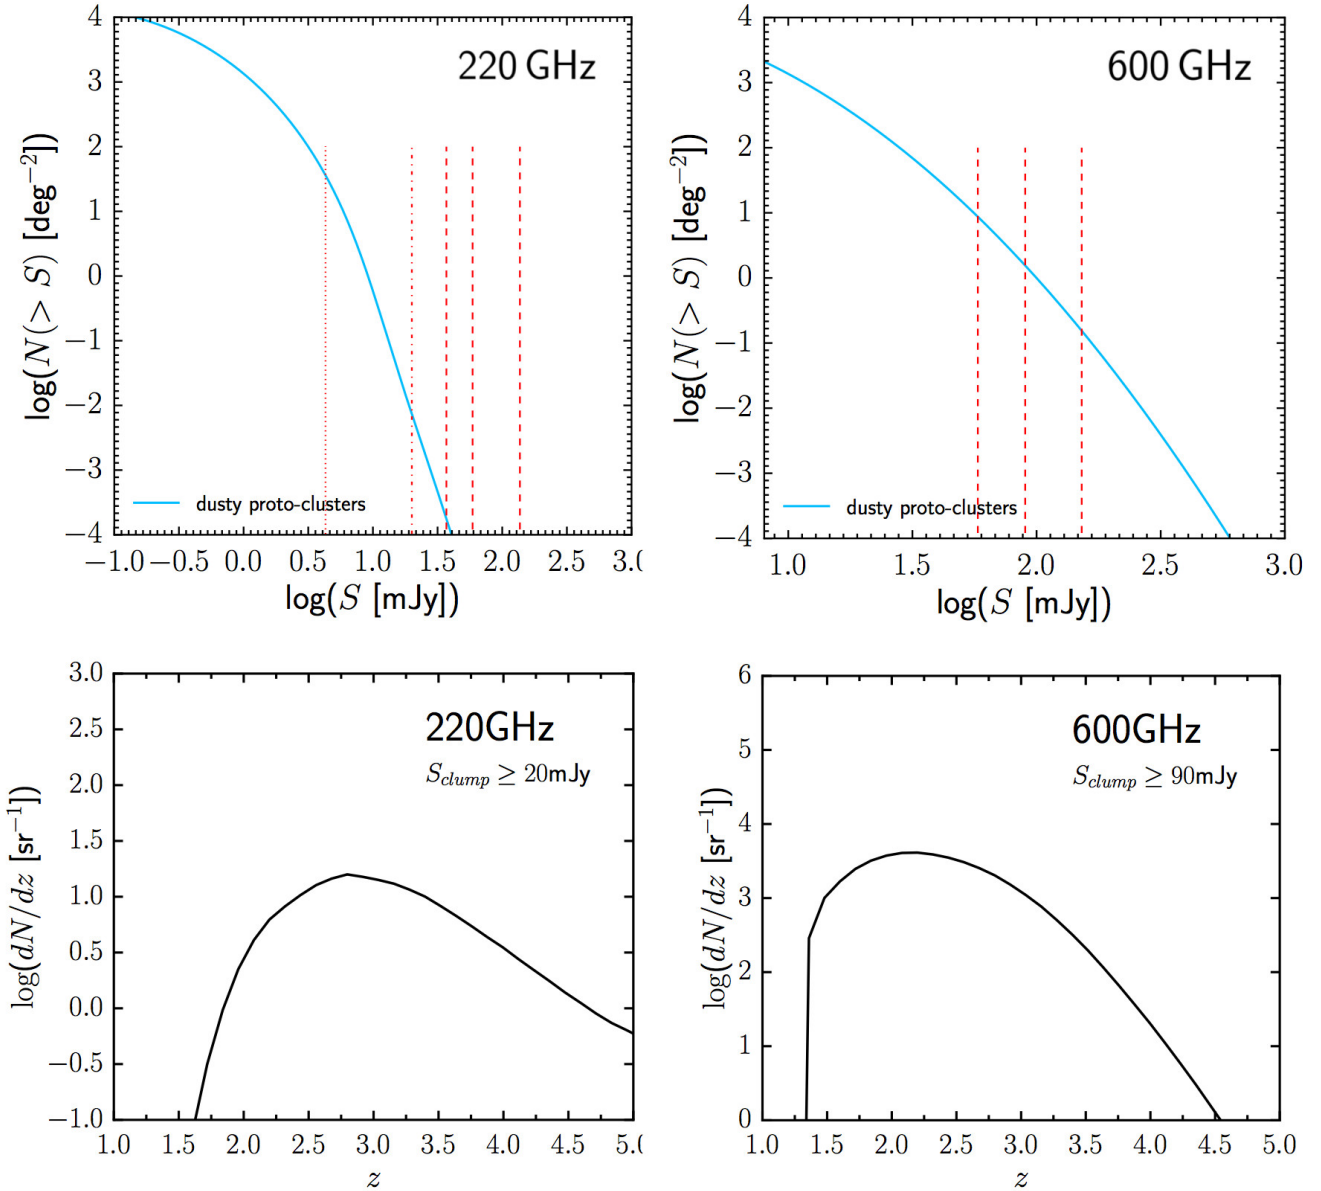 4
3
2
1
0
−1
−2
−3
−4
log(N(> S) [deg⁻²])
220 GHz
dusty proto-clusters
−1.0 −0.5 0.0 0.5 1.0 1.5 2.0 2.5 3.0
log(S [mJy])
4
3
2
1
0
−1
−2
−3
−4
log(N(> S) [deg⁻²])
600 GHz
dusty proto-clusters
1.0 1.5 2.0 2.5 3.0
log(S [mJy])
3.0
2.5
2.0
1.5
1.0
0.5
0.0
−0.5
−1.0
log(dN/dz [sr⁻¹])
220GHz
S_clump ≥ 20mJy
1.0 1.5 2.0 2.5 3.0 3.5 4.0 4.5 5.0
z
6
5
4
3
2
1
0
log(dN/dz [sr⁻¹])
600GHz
S_clump ≥ 90mJy
1.0 1.5 2.0 2.5 3.0 3.5 4.0 4.5 5.0
z